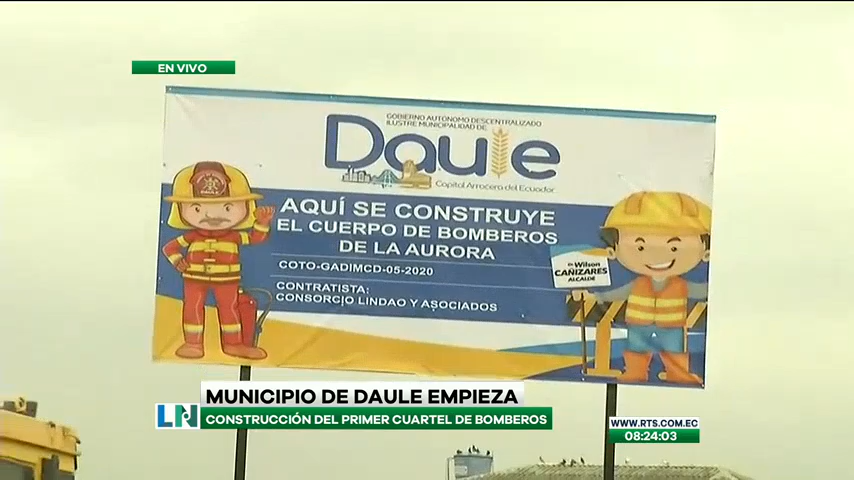 EN VIVO
GOBIERNO AUTÓNOMO DESCENTRALIZADO
ILUSTRE MUNICIPALIDAD DE
Daule
Capital Arrocera del Ecuador
DAULE
AQUÍ SE CONSTRUYE
EL CUERPO DE BOMBEROS
DE LA AURORA
COTO-GADIMCD-05-2020
CONTRATISTA:
CONSORCIO LINDAO Y ASOCIADOS
Dr. Wilson
CAÑIZARES
ALCALDE
MUNICIPIO DE DAULE EMPIEZA
LN
CONSTRUCCIÓN DEL PRIMER CUARTEL DE BOMBEROS
WWW.RTS.COM.EC
08:24:03